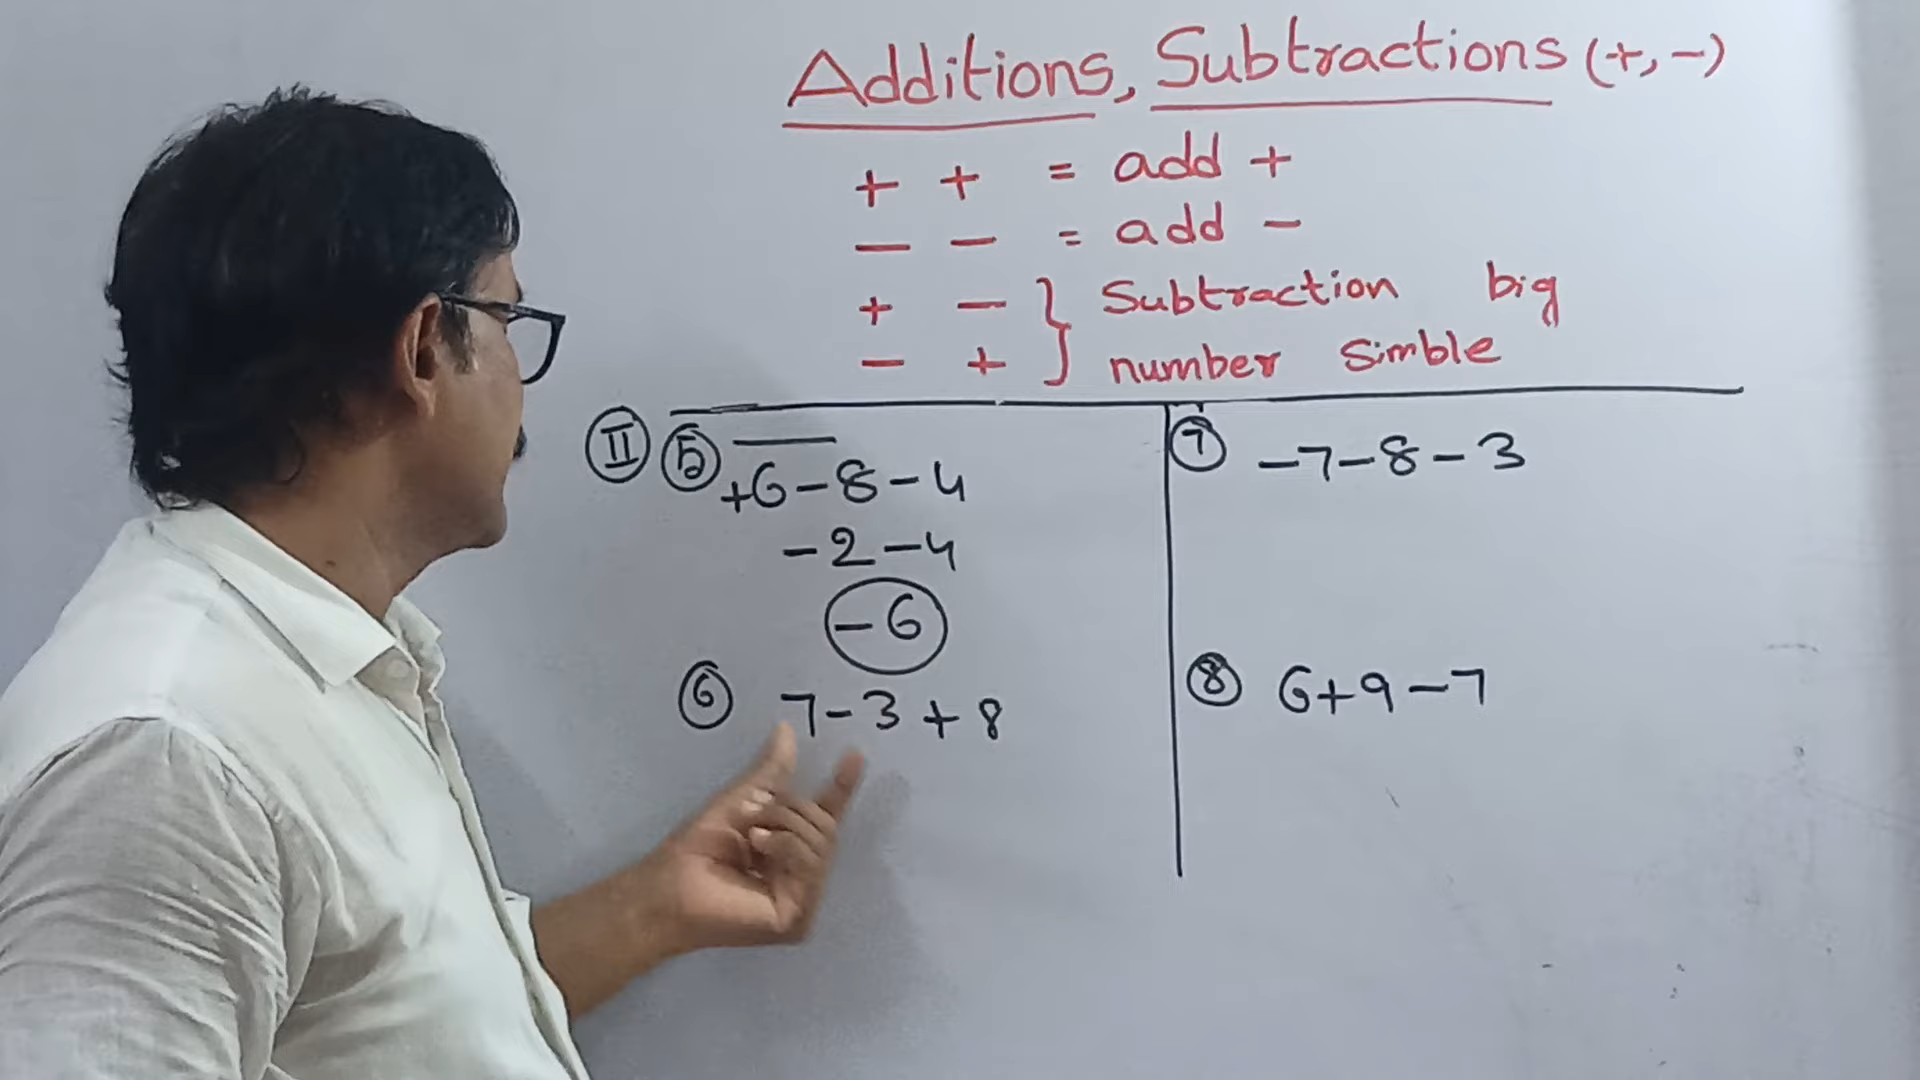 Additions, Subtractions (+, -)
+ + = add +
- - = add -
+ - } Subtraction big
- + number simble
II 5 +6-8-4
-2-4
-6
6 7-3+8
7 -7-8-3
8 6+9-7